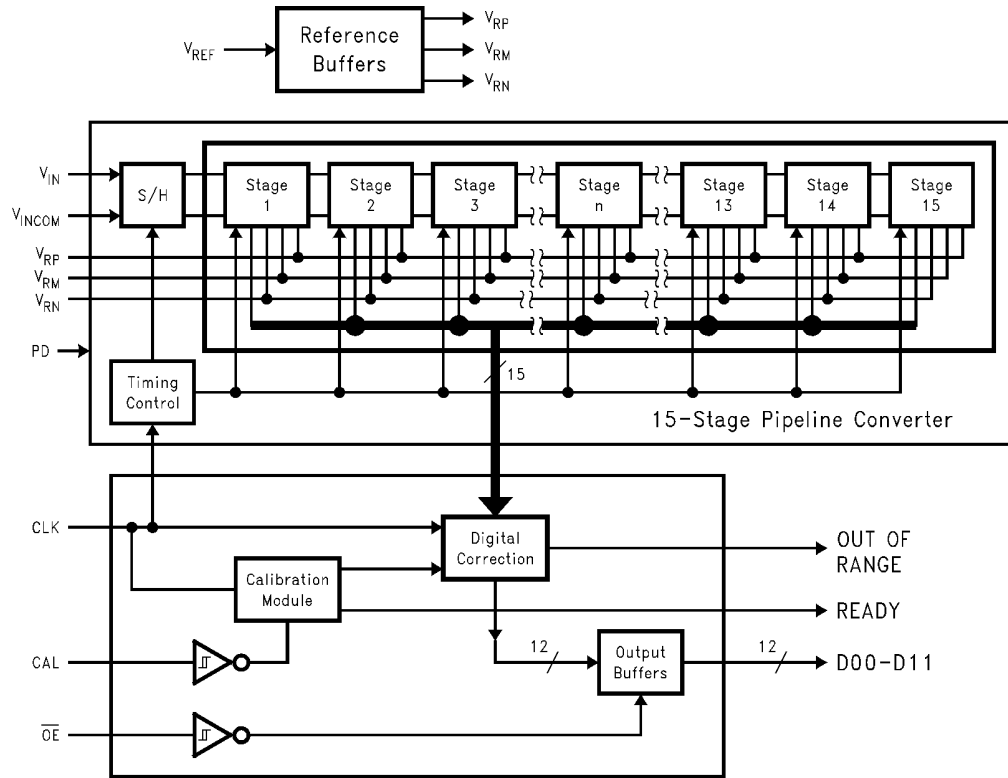 V_REF
Reference
Buffers
V_RP
V_RM
V_RN
V_IN
V_INCOM
V_RP
V_RM
V_RN
PD
S/H
Stage
1
Stage
2
Stage
3
Stage
n
Stage
13
Stage
14
Stage
15
Timing
Control
15
15-Stage Pipeline Converter
CLK
Digital
Correction
OUT OF
RANGE
Calibration
Module
READY
CAL
12
Output
Buffers
12
D00-D11
O̅E̅